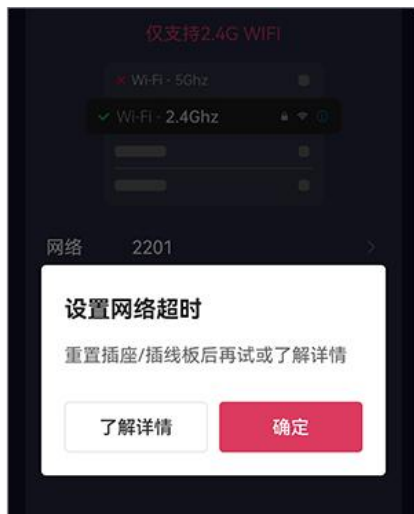 仅支持2.4G WIFI
Wi-Fi - 5Ghz
Wi-Fi - 2.4Ghz
网络 2201
设置网络超时
重置插座/插线板后再试或了解详情
了解详情 确定